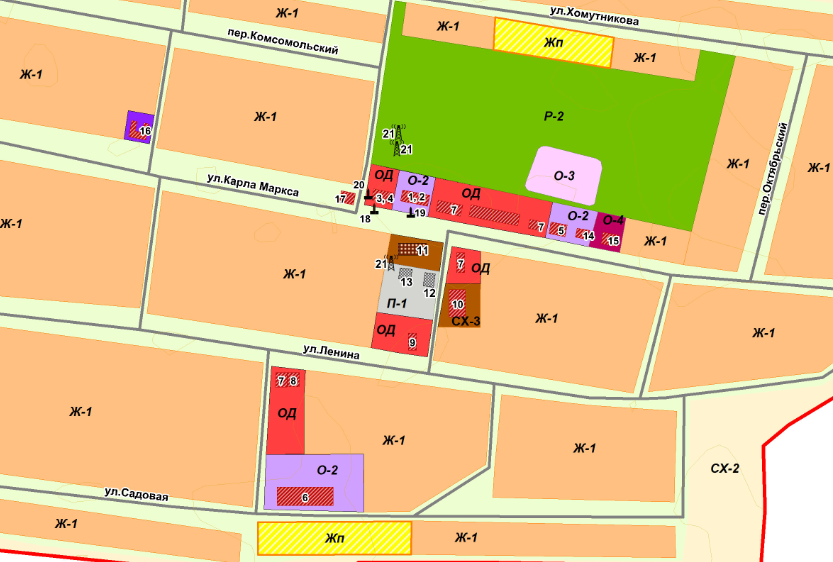 Ж-1
ул.Хомутникова
Ж-1
Жп
Ж-1
пер.Комсомольский
Ж-1
Ж-1
Р-2
16
21
21
О-3
Ж-1
Ж-1
пер.Октябрьский
ул.Карла Маркса
20
ОД
О-2
ОД
17
3, 4
1, 2
18
19
7
7
О-2
5
14
О-4
15
Ж-1
Ж-1
Ж-1
11
21
13
12
П-1
7
ОД
10
СХ-3
Ж-1
Ж-1
ОД
9
ул.Ленина
7
8
ОД
Ж-1
Ж-1
Ж-1
СХ-2
О-2
6
ул.Садовая
Ж-1
Жп
Ж-1